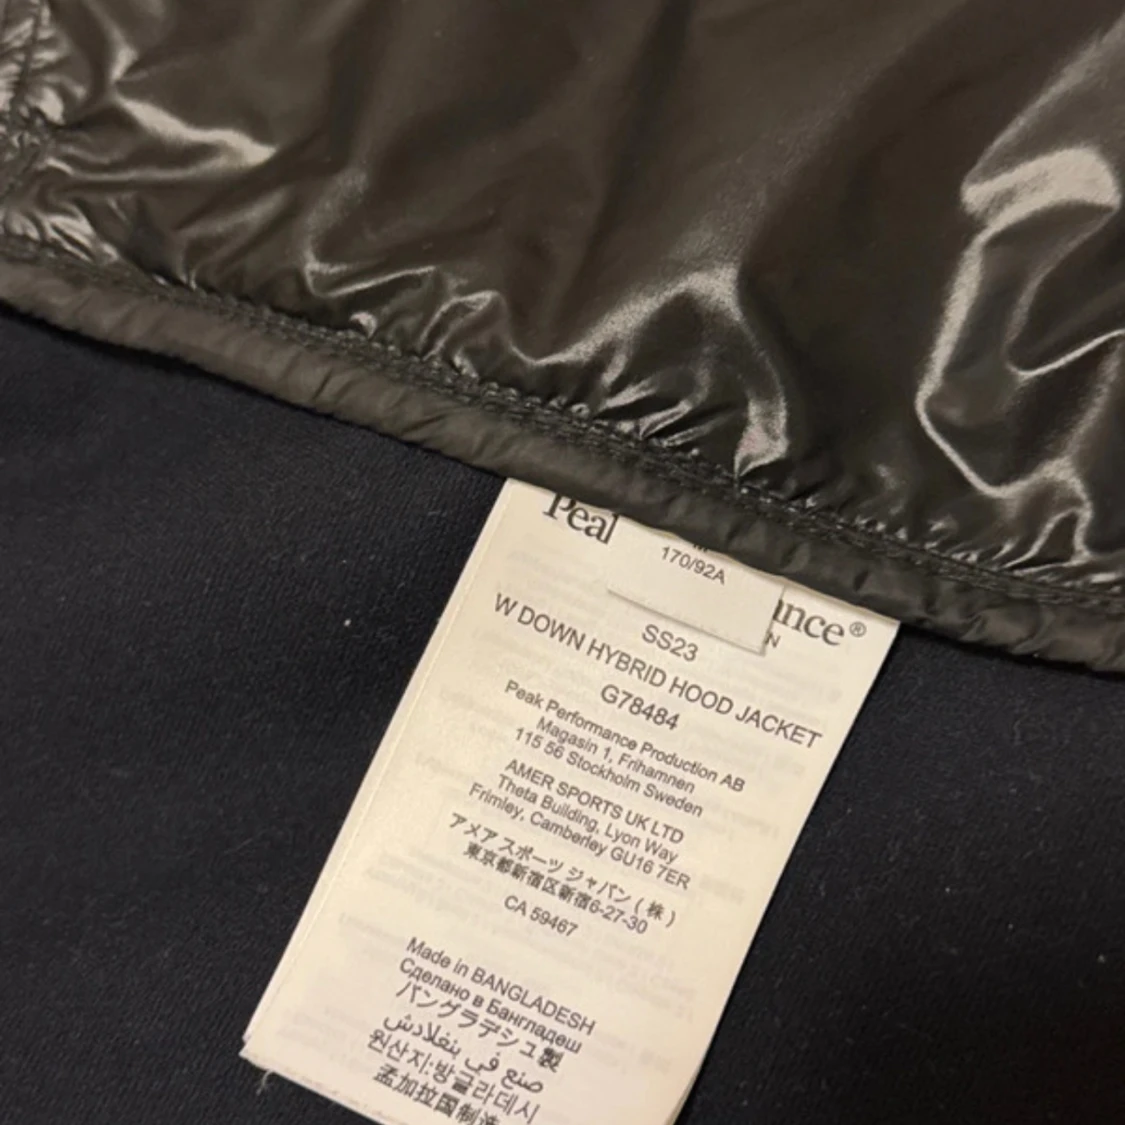 Peal
170/92A
nce®
N
SS23
W DOWN HYBRID HOOD JACKET
G78484
Peak Performance Production AB
Magasin 1, Frihamnen
115 56 Stockholm Sweden
AMER SPORTS UK LTD
Theta Building, Lyon Way
Frimley, Camberley GU16 7ER
アメア スポーツ ジャパン ( 株 )
東京都新宿区新宿6-27-30
CA 59467
Made in BANGLADESH
Сделано в Бангладеш
バングラデシュ製
صنع في بنغلادش
원산지:방글라데시
孟加拉国制造